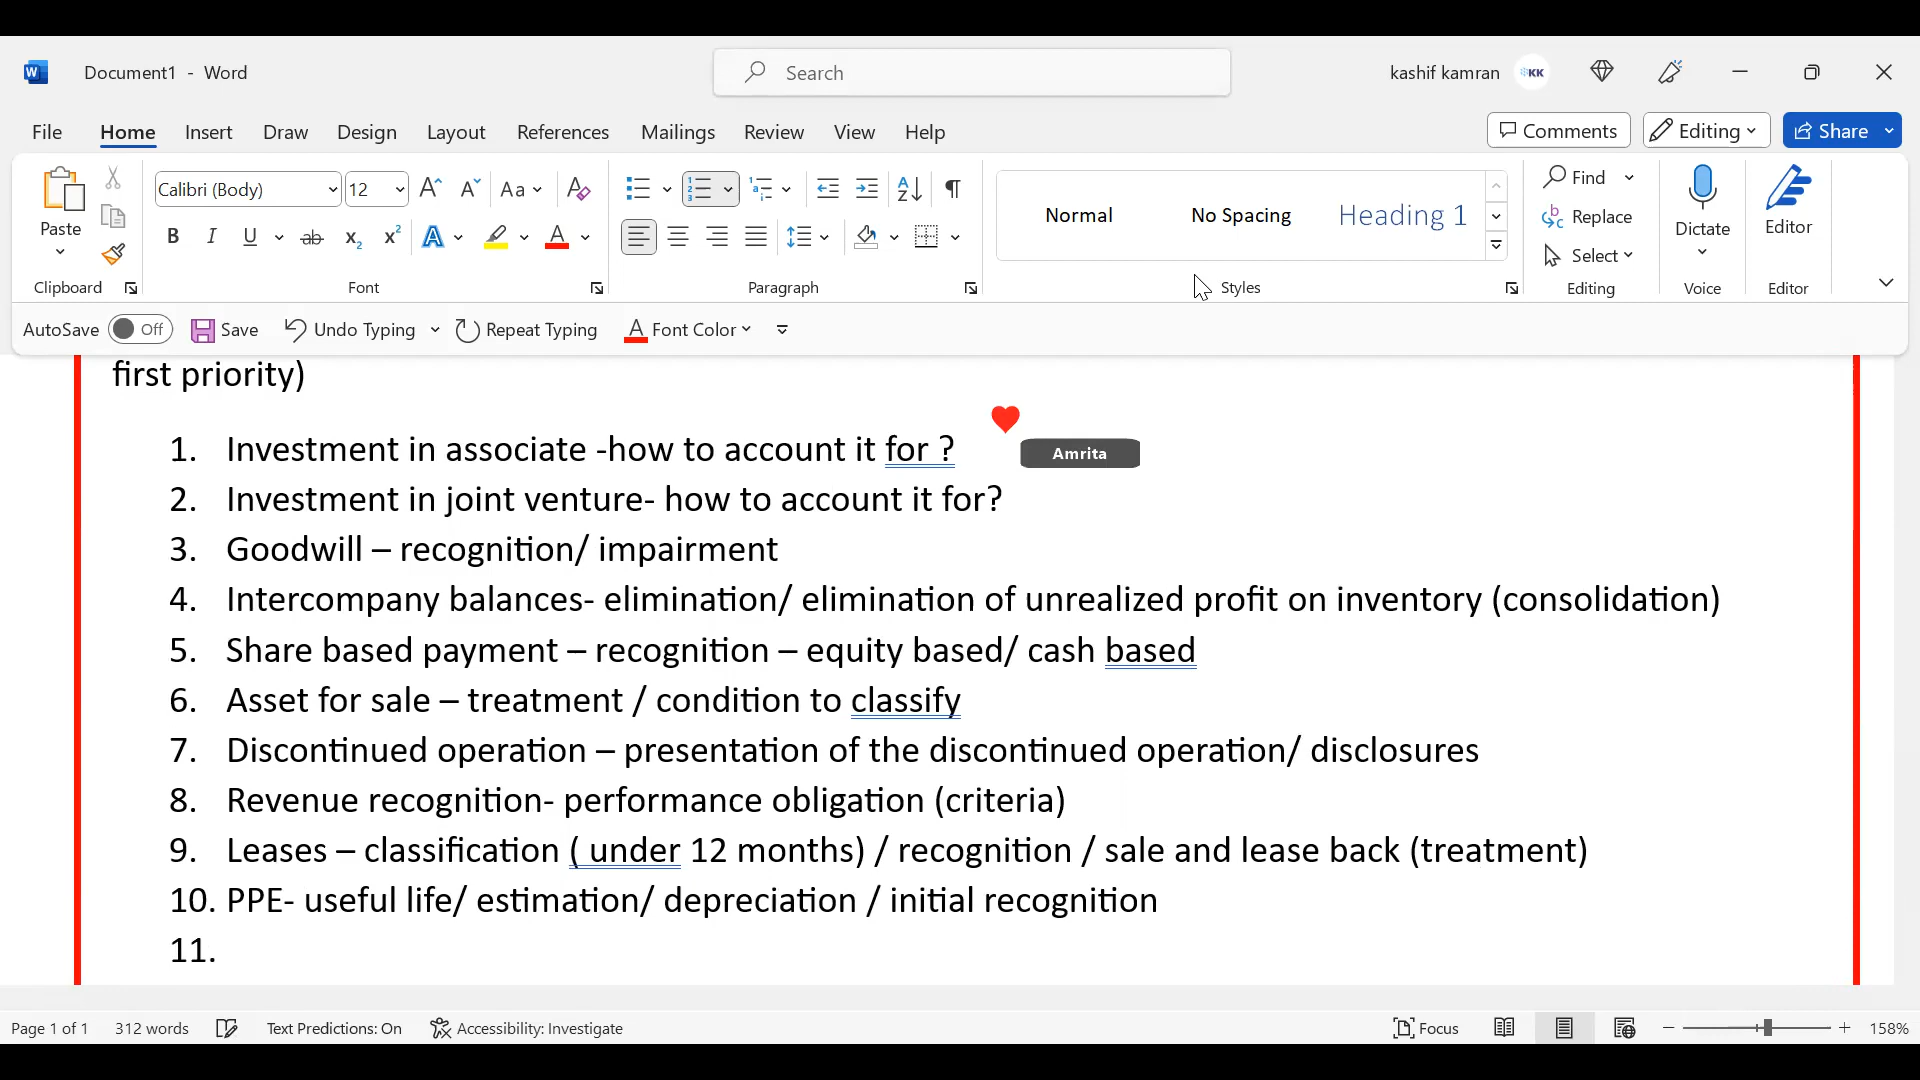 Document1 - Word
Search
kashif kamran
KK
File Home Insert Draw Design Layout References Mailings Review View Help
Comments Editing Share
Paste
Calibri (Body) 12
Aa
Normal No Spacing Heading 1
Find
Replace
Select
Dictate
Editor
Clipboard Font Paragraph Styles Editing Voice Editor
AutoSave Off Save Undo Typing Repeat Typing Font Color
first priority)
1. Investment in associate -how to account it for ?
Amrita
2. Investment in joint venture- how to account it for?
3. Goodwill – recognition/ impairment
4. Intercompany balances- elimination/ elimination of unrealized profit on inventory (consolidation)
5. Share based payment – recognition – equity based/ cash based
6. Asset for sale – treatment / condition to classify
7. Discontinued operation – presentation of the discontinued operation/ disclosures
8. Revenue recognition- performance obligation (criteria)
9. Leases – classification ( under 12 months) / recognition / sale and lease back (treatment)
10. PPE- useful life/ estimation/ depreciation / initial recognition
11.
Page 1 of 1 312 words Text Predictions: On Accessibility: Investigate Focus 158%